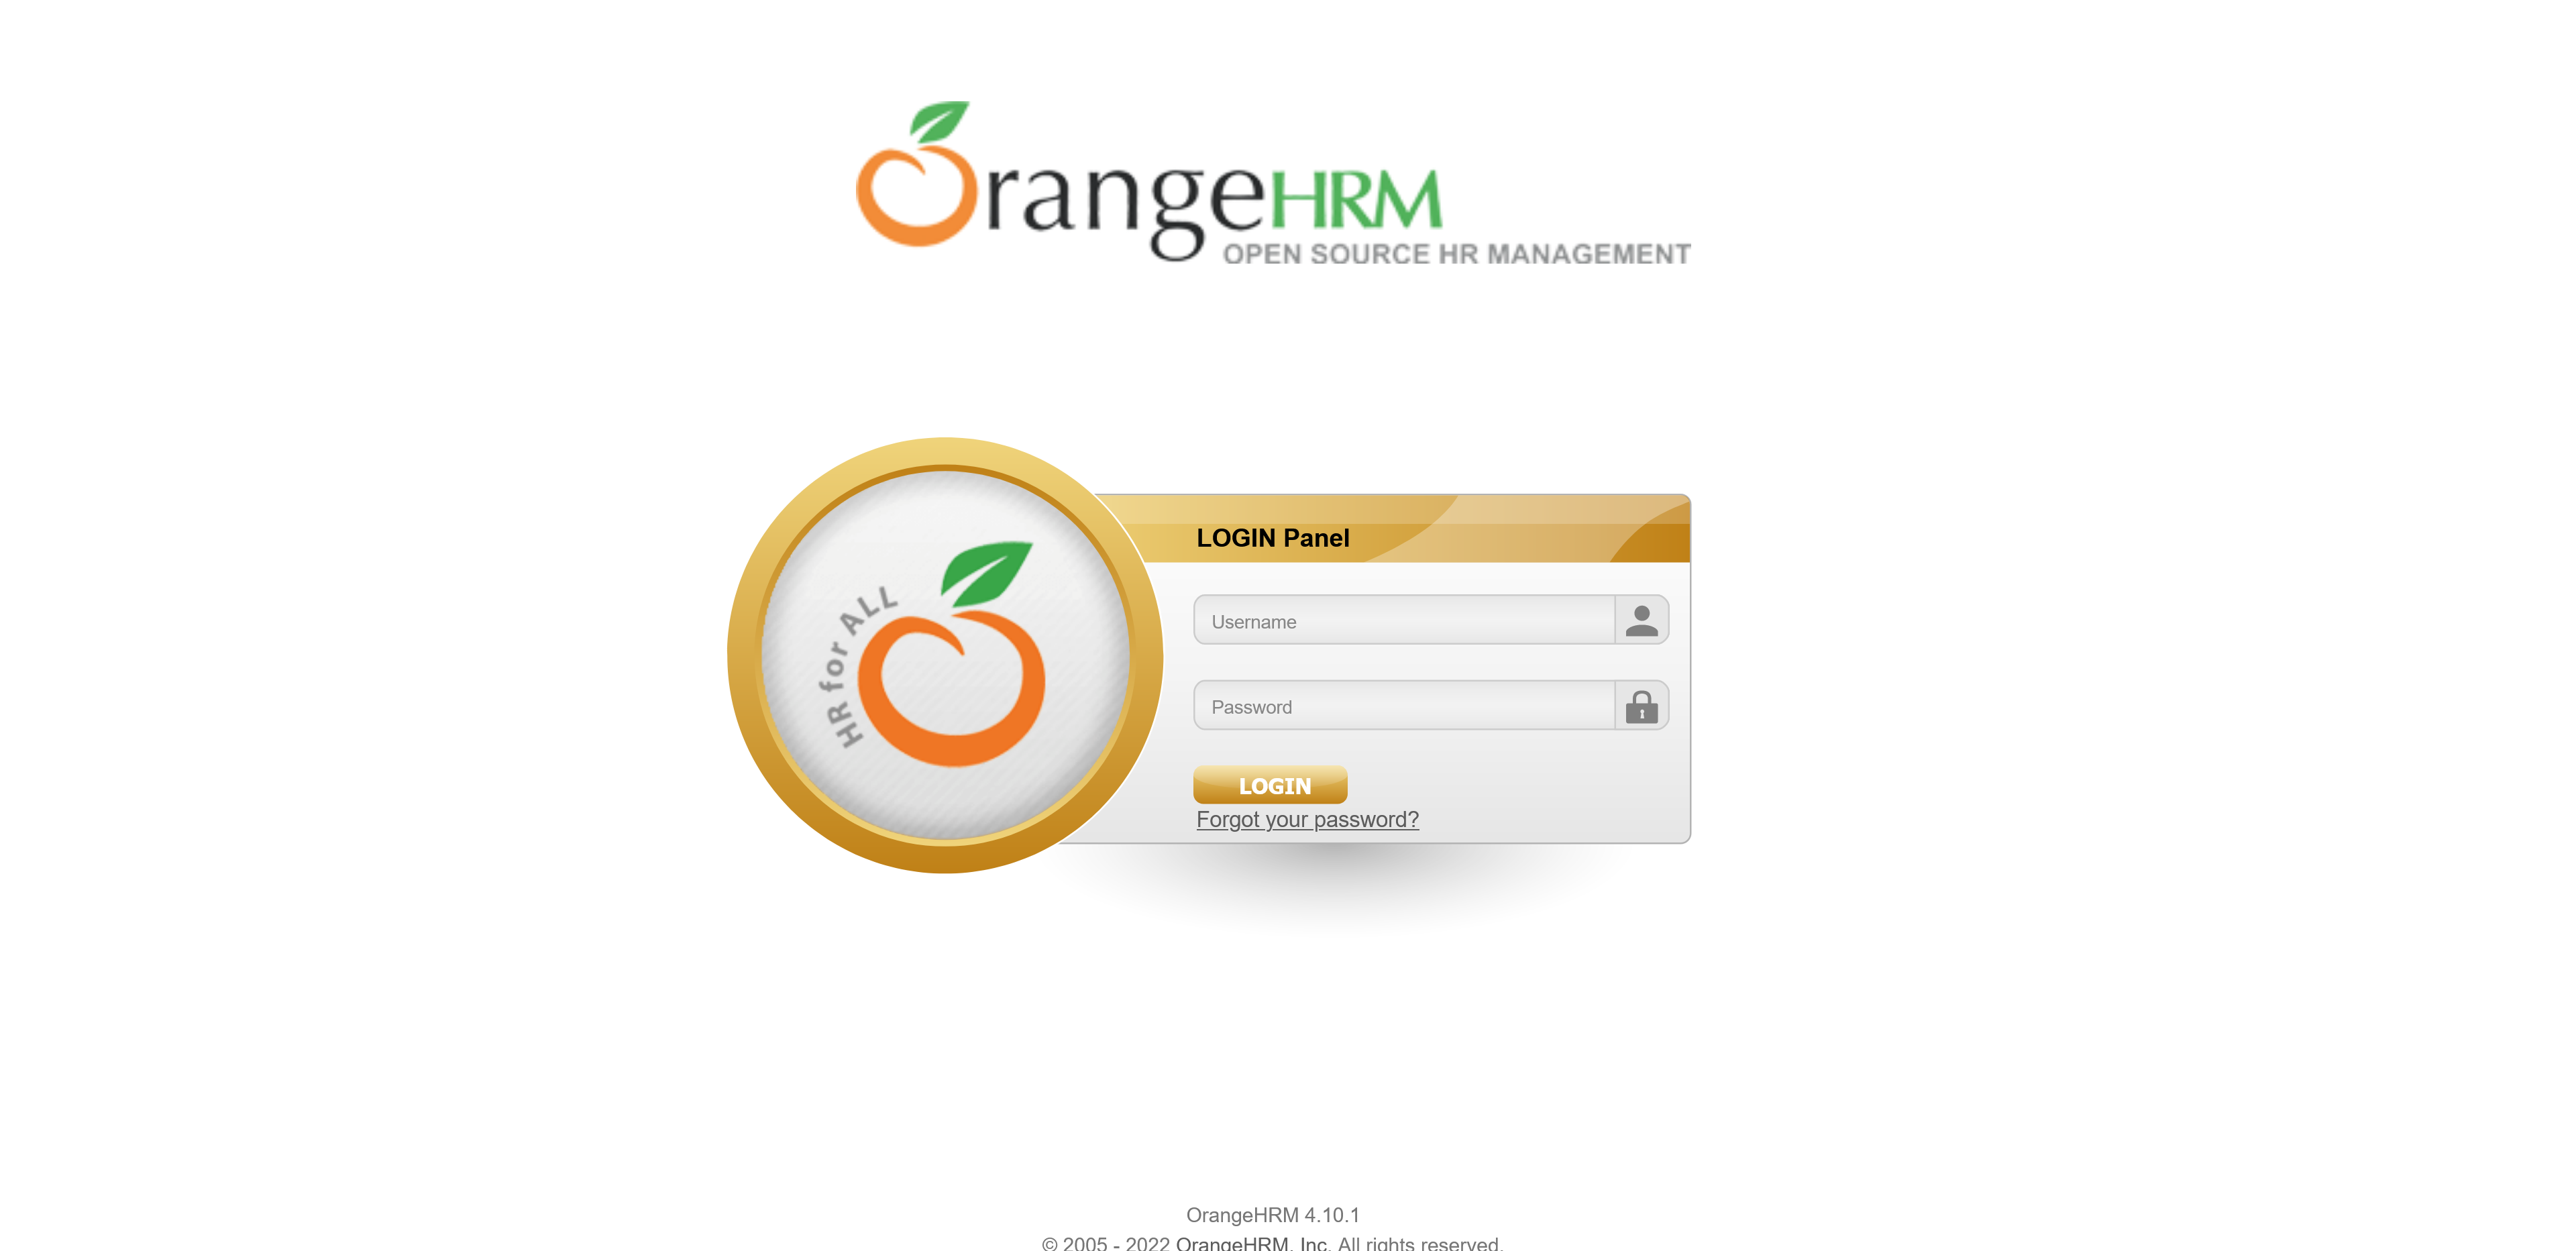 OrangeHRM
OPEN SOURCE HR MANAGEMENT
HR for ALL
LOGIN Panel
Username
Password
LOGIN
Forgot your password?
OrangeHRM 4.10.1
© 2005 - 2022 OrangeHRM, Inc. All rights reserved.